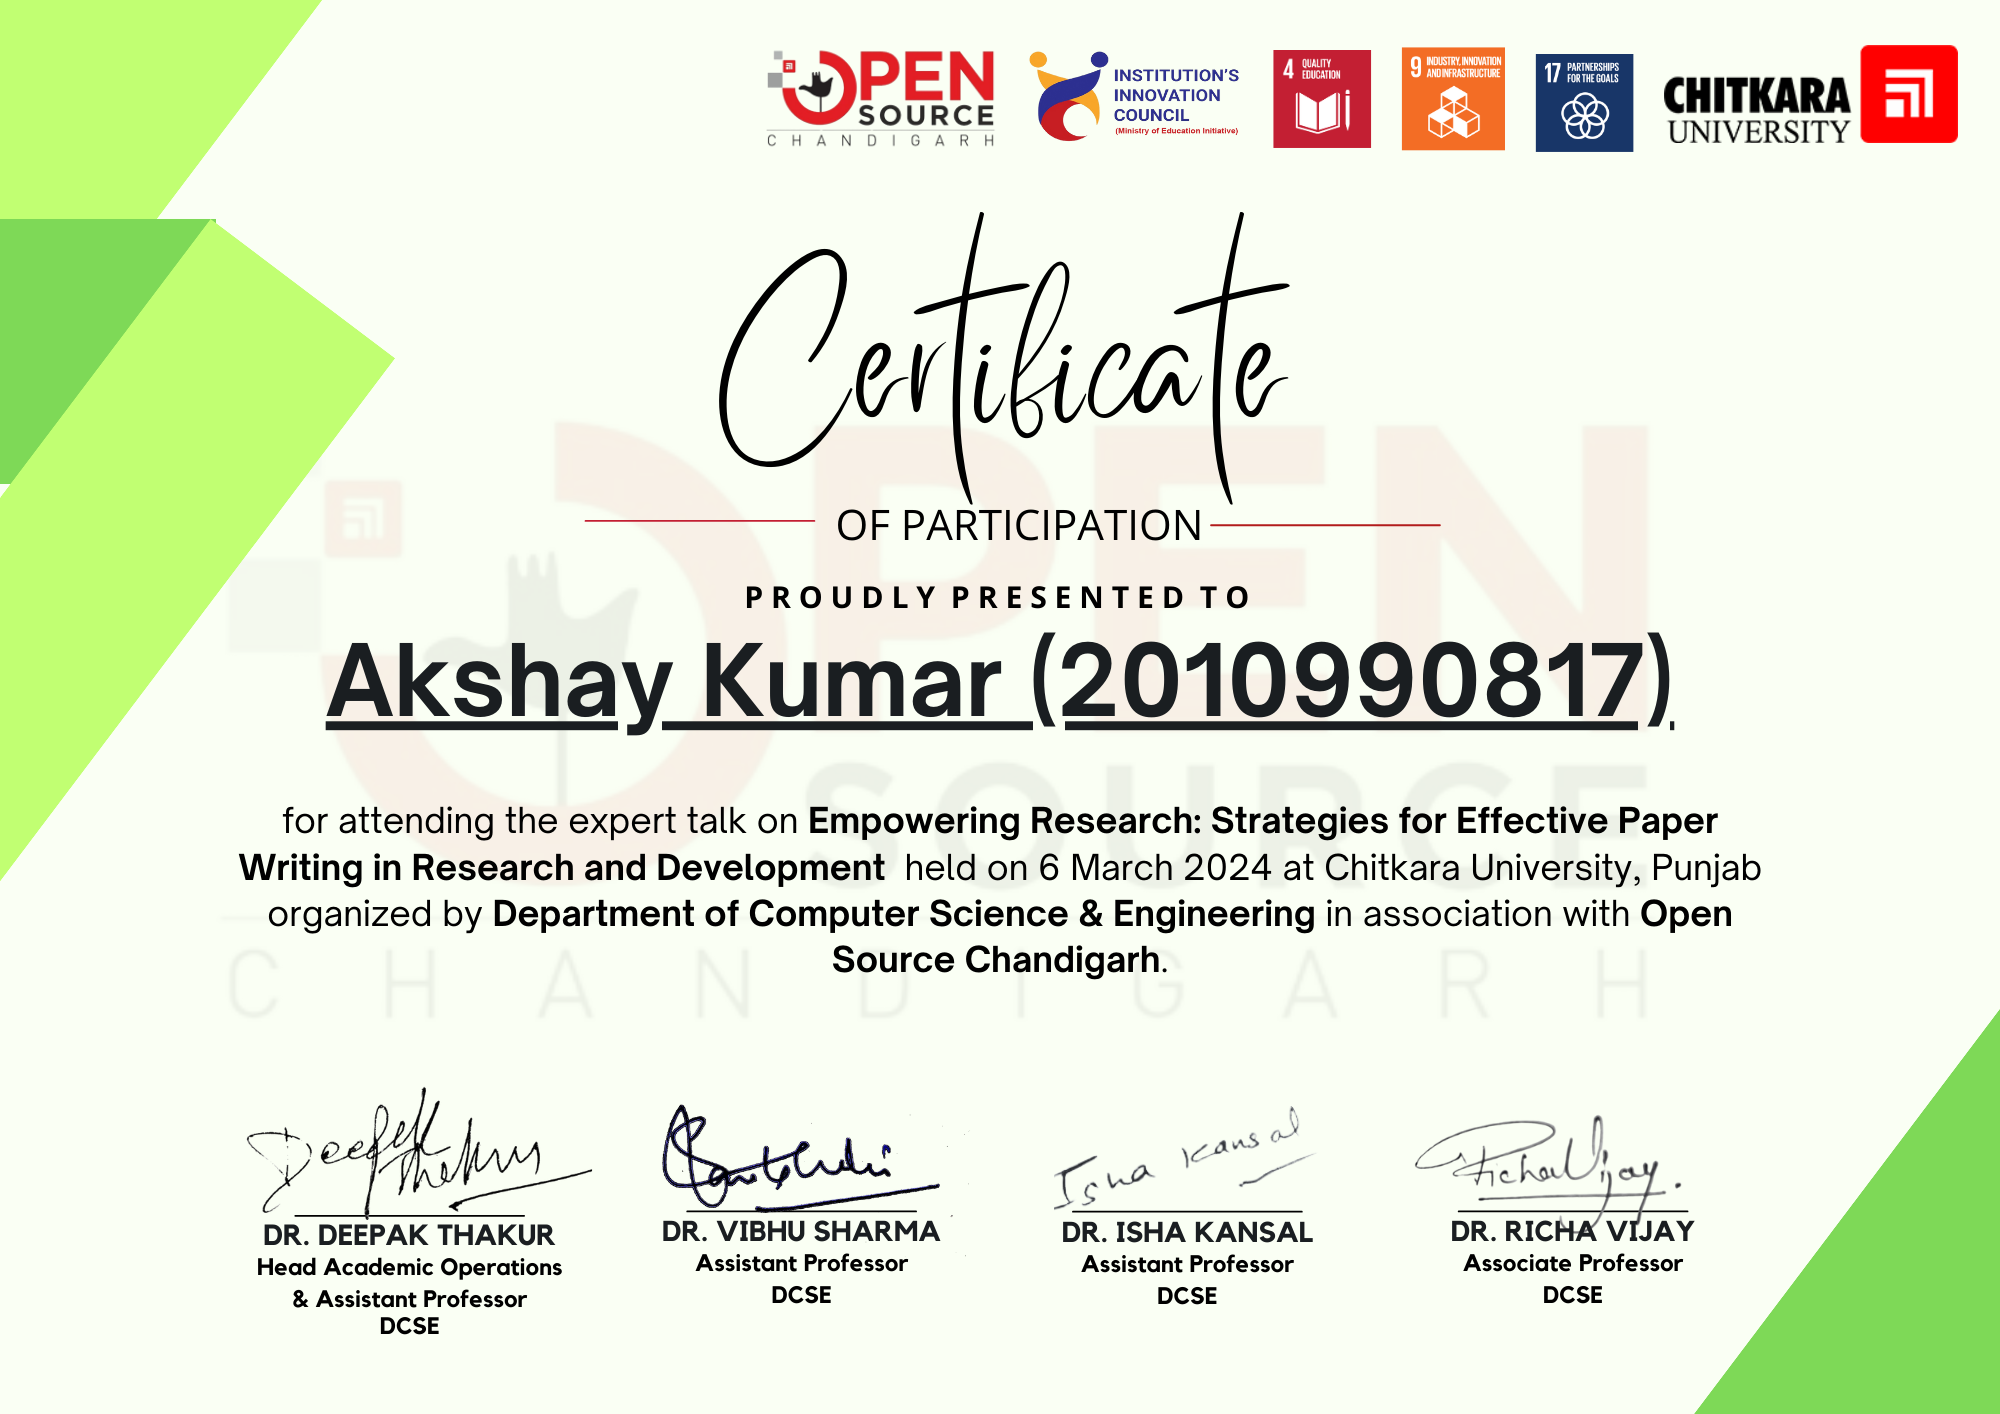 OPEN
SOURCE
CHANDIGARH
INSTITUTION'S
INNOVATION
COUNCIL
(Ministry of Education Initiative)
4 QUALITY
EDUCATION
9 INDUSTRY, INNOVATION
AND INFRASTRUCTURE
17 PARTNERSHIPS
FOR THE GOALS
CHITKARA
UNIVERSITY
Certificate
OF PARTICIPATION
PROUDLY PRESENTED TO
Akshay Kumar (2010990817)
for attending the expert talk on Empowering Research: Strategies for Effective Paper
Writing in Research and Development held on 6 March 2024 at Chitkara University, Punjab
organized by Department of Computer Science & Engineering in association with Open
Source Chandigarh.
OPEN
SOURCE
CHANDIGARH
Deepak Thakur
DR. DEEPAK THAKUR
Head Academic Operations
& Assistant Professor
DCSE
DR. VIBHU SHARMA
Assistant Professor
DCSE
Isha Kansal
DR. ISHA KANSAL
Assistant Professor
DCSE
Richa Vijay.
DR. RICHA VIJAY
Associate Professor
DCSE